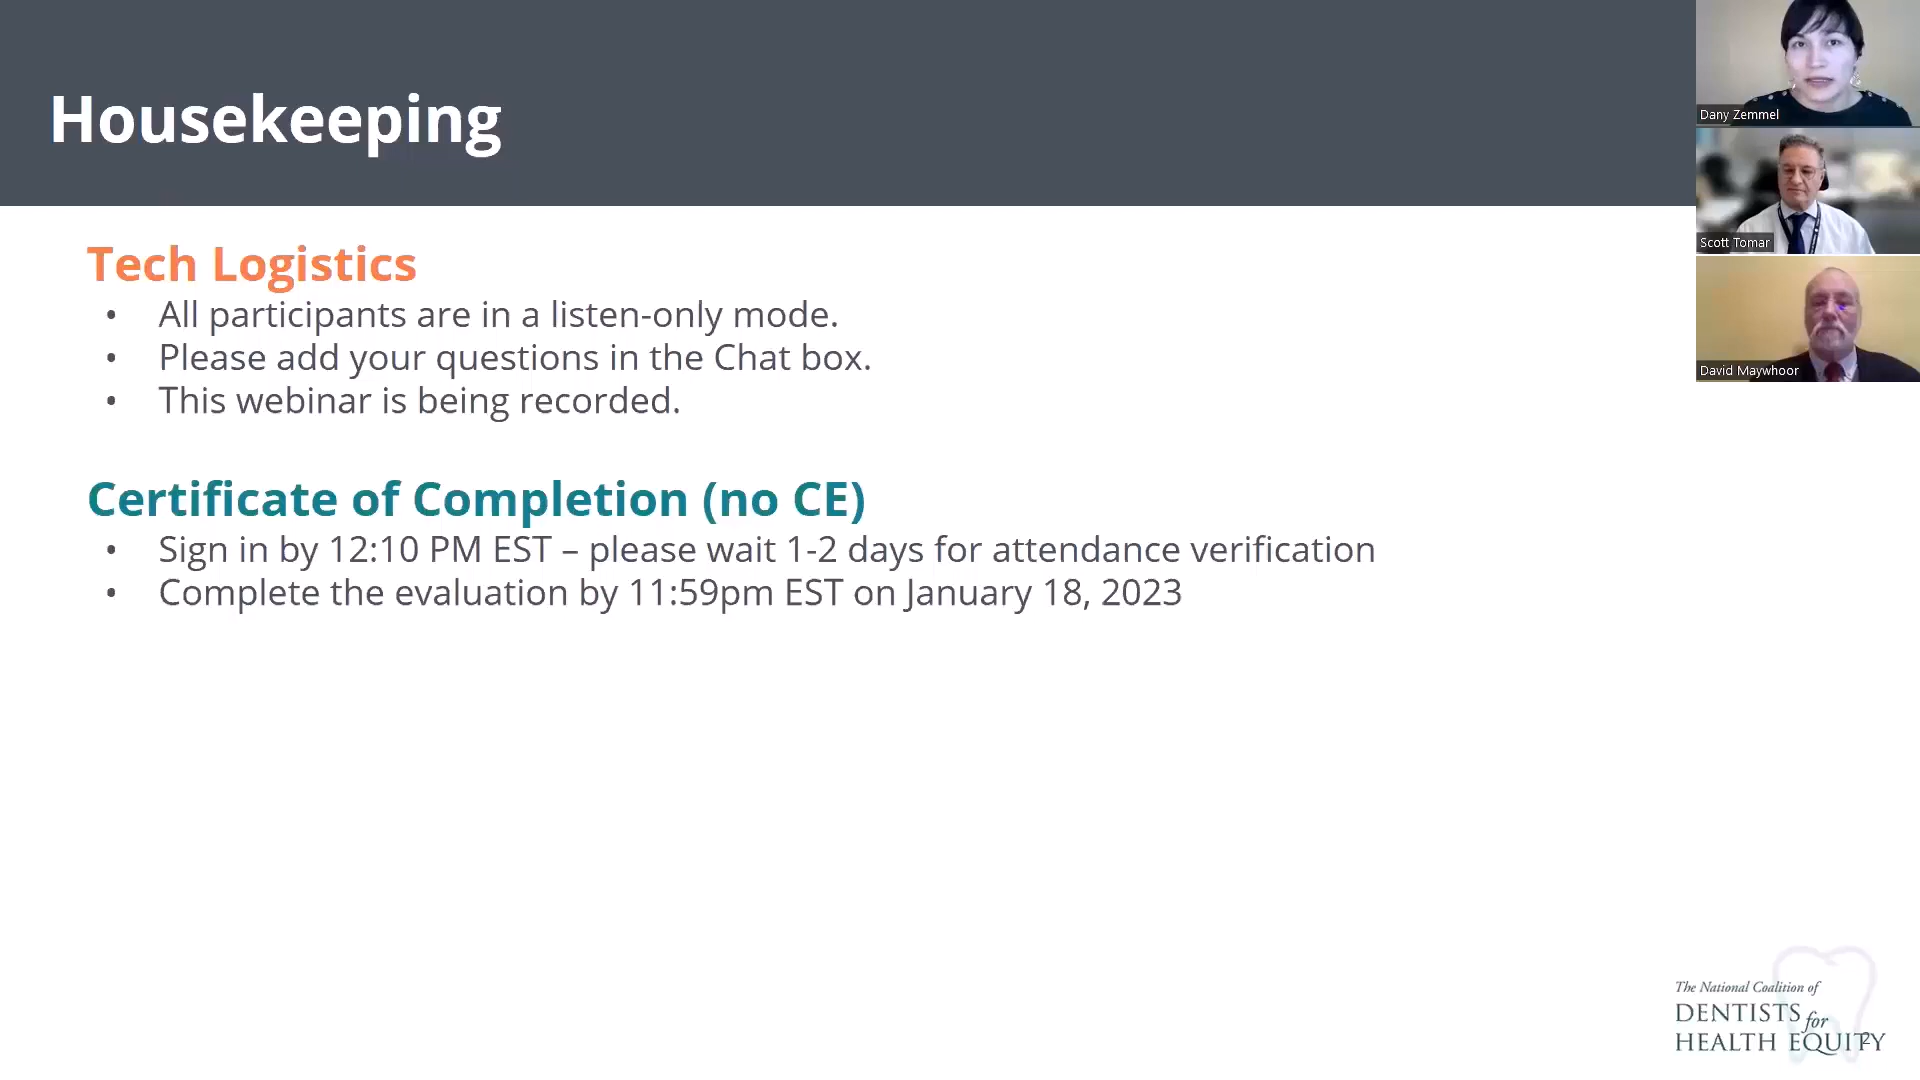 Housekeeping
Tech Logistics
• All participants are in a listen-only mode.
• Please add your questions in the Chat box.
• This webinar is being recorded.
Certificate of Completion (no CE)
• Sign in by 12:10 PM EST – please wait 1-2 days for attendance verification
• Complete the evaluation by 11:59pm EST on January 18, 2023
Dany Zemmel
Scott Tomar
David Maywhoor
The National Coalition of
DENTISTS for
HEALTH EQUITY
2